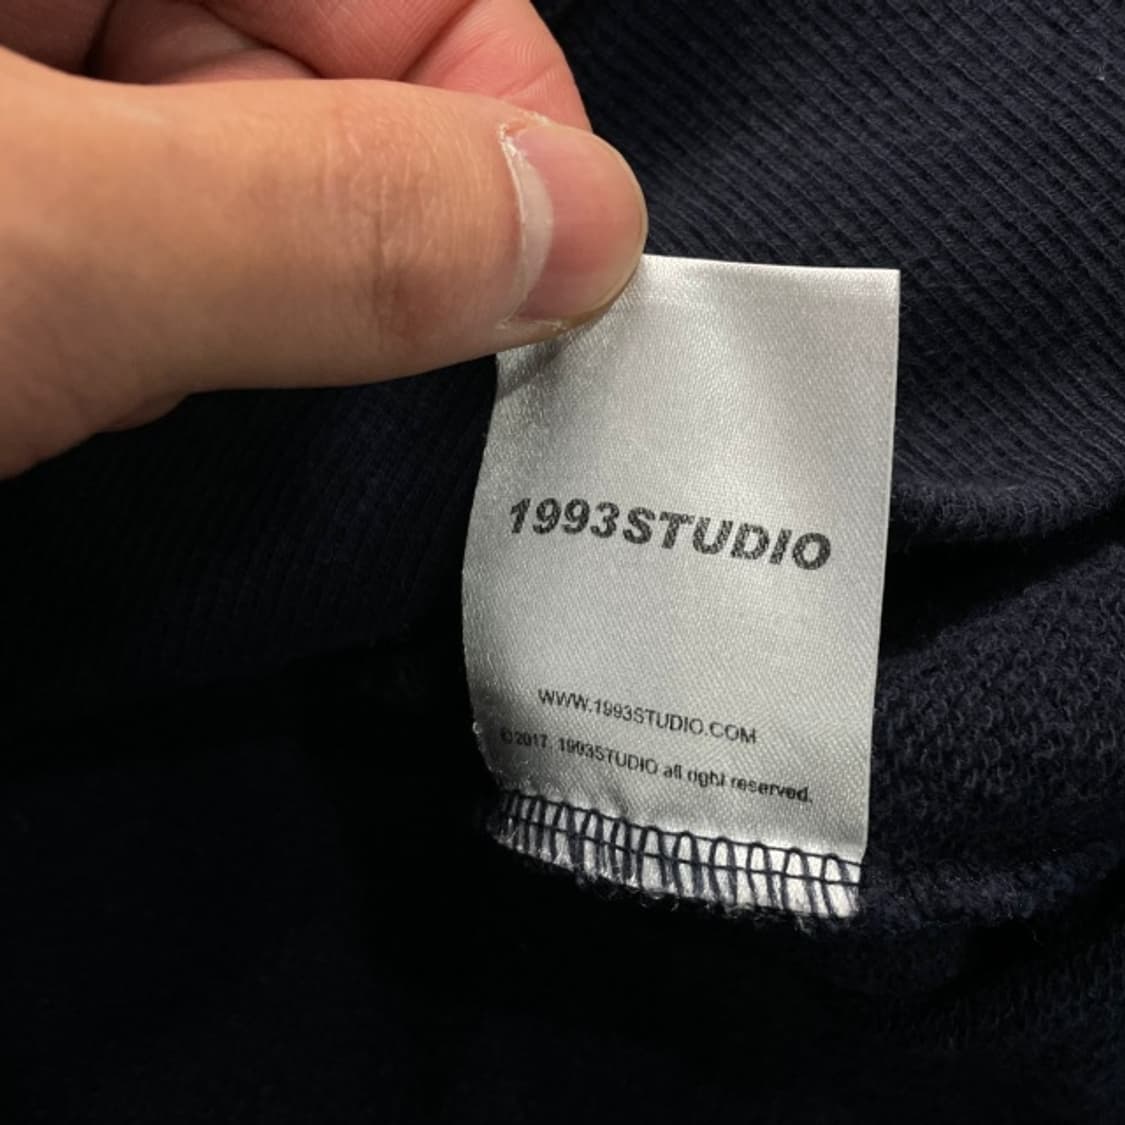 1993STUDIO
WWW.1993STUDIO.COM
©2017. 1993STUDIO all right reserved.